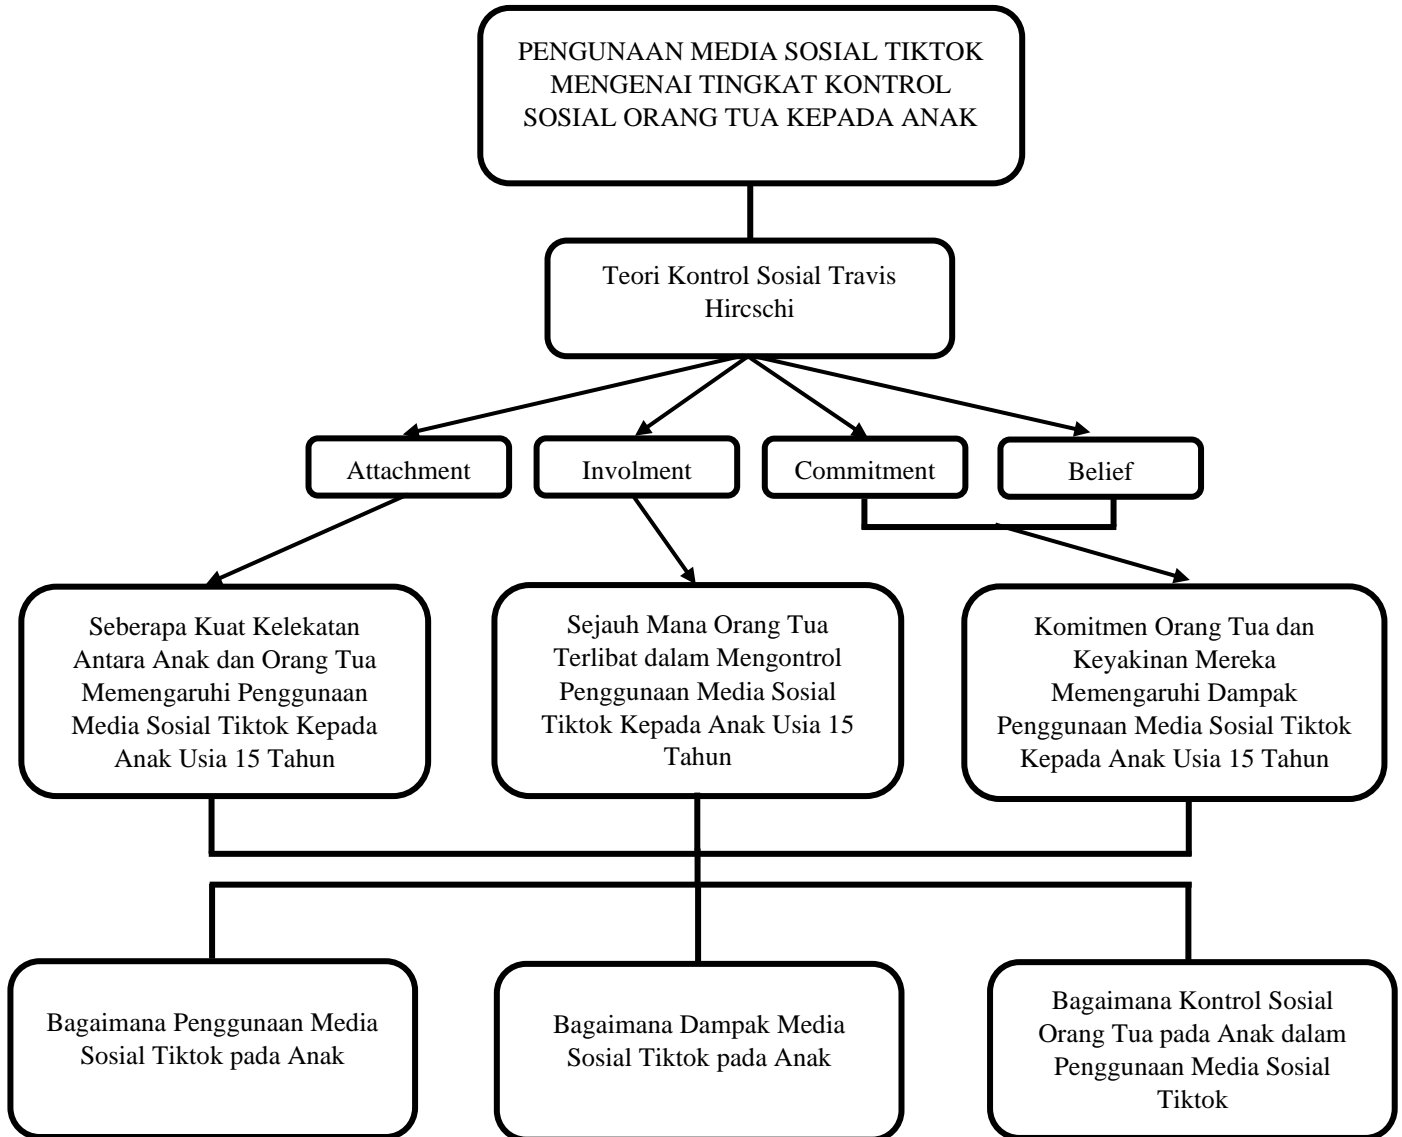 PENGUNAAN MEDIA SOSIAL TIKTOK
MENGENAI TINGKAT KONTROL
SOSIAL ORANG TUA KEPADA ANAK
Teori Kontrol Sosial Travis
Hircschi
Attachment
Involment
Commitment
Belief
Seberapa Kuat Kelekatan
Antara Anak dan Orang Tua
Memengaruhi Penggunaan
Media Sosial Tiktok Kepada
Anak Usia 15 Tahun
Sejauh Mana Orang Tua
Terlibat dalam Mengontrol
Penggunaan Media Sosial
Tiktok Kepada Anak Usia 15
Tahun
Komitmen Orang Tua dan
Keyakinan Mereka
Memengaruhi Dampak
Penggunaan Media Sosial Tiktok
Kepada Anak Usia 15 Tahun
Bagaimana Penggunaan Media
Sosial Tiktok pada Anak
Bagaimana Dampak Media
Sosial Tiktok pada Anak
Bagaimana Kontrol Sosial
Orang Tua pada Anak dalam
Penggunaan Media Sosial
Tiktok